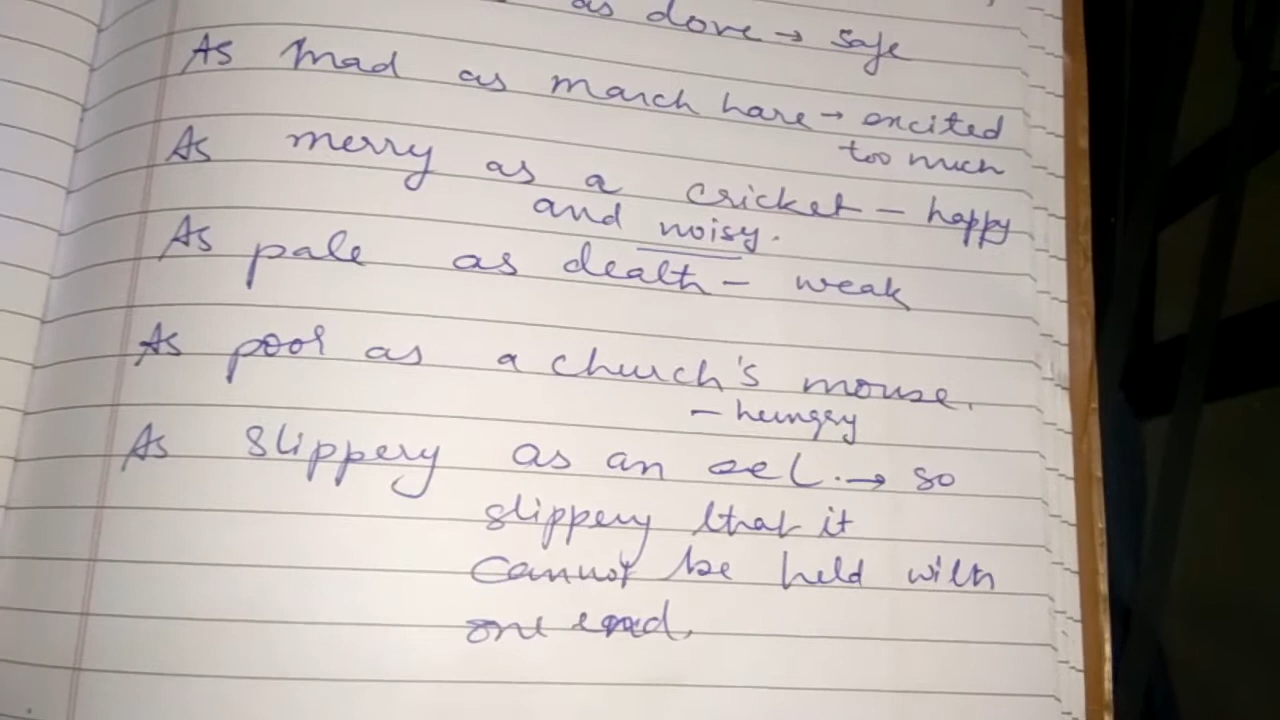 as dove → safe
As mad as march hare → encited
too much
As merry as a cricket – happy
and noisy.
As pale as death – weak
As poor as a church's mouse.
– hungry
As slippery as an eel. → so
slippery that it
cannot be held with
one